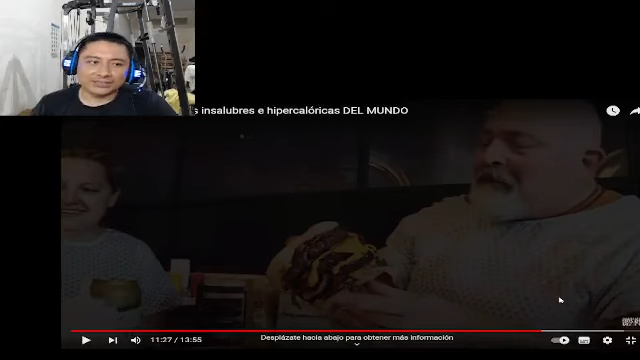 s insalubres e hipercalóricas DEL MUNDO
11:27 / 13:55
Desplázate hacia abajo para obtener más información